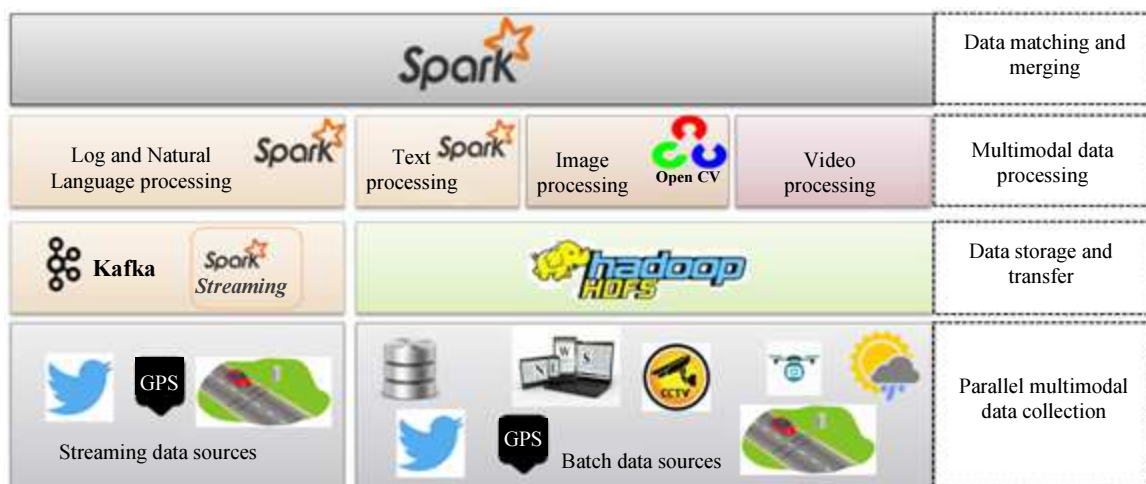 Spark
Data matching and
merging
Log and Natural
Language processing
Spark
Text
processing
Spark
Image
processing
Open CV
Video
processing
Multimodal data
processing
Kafka
Spark
Streaming
hadoop
HDFS
Data storage and
transfer
GPS
Streaming data sources
N E W S
CCTV
GPS
Batch data sources
Parallel multimodal
data collection